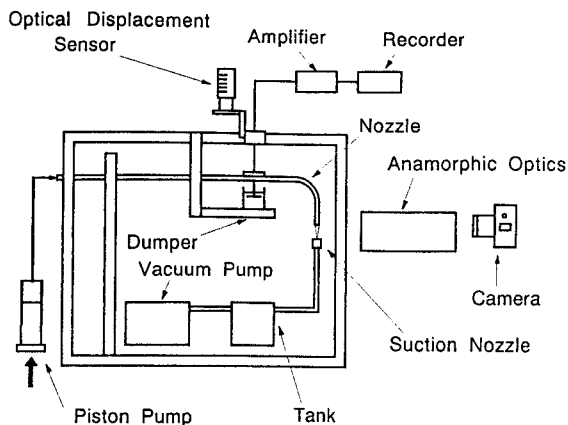 Optical Displacement
Sensor
Amplifier
Recorder
Nozzle
Anamorphic Optics
Dumper
Vacuum Pump
Camera
Suction Nozzle
Piston Pump
Tank